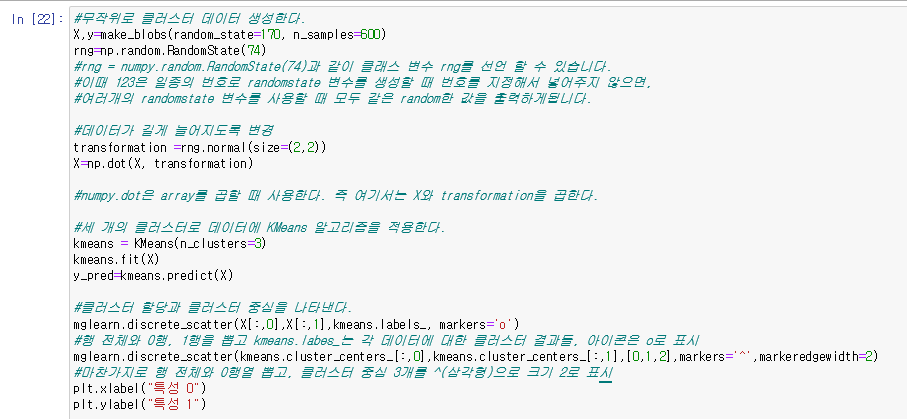 In [22]:
#무작위로 클러스터 데이터 생성한다.
X,y=make_blobs(random_state=170, n_samples=600)
rng=np.random.RandomState(74)
#rng = numpy.random.RandomState(74)과 같이 클래스 변수 rng를 선언 할 수 있습니다.
#이때 123은 일종의 번호로 randomstate 변수를 생성할 때 번호를 지정해서 넣어주지 않으면,
#여러개의 randomstate 변수를 사용할 때 모두 같은 random한 값을 출력하게됩니다.
#데이터가 길게 늘어지도록 변경
transformation =rng.normal(size=(2,2))
X=np.dot(X, transformation)
#numpy.dot은 array를 곱할 때 사용한다. 즉 여기서는 X와 transformation을 곱한다.
#세 개의 클러스터로 데이터에 KMeans 알고리즘을 적용한다.
kmeans = KMeans(n_clusters=3)
kmeans.fit(X)
y_pred=kmeans.predict(X)
#클러스터 할당과 클러스터 중심을 나타낸다.
mglearn.discrete_scatter(X[:,0],X[:,1],kmeans.labels_, markers='o')
#행 전체와 0행, 1행을 뽑고 kmeans.labes_는 각 데이터에 대한 클러스터 결과들, 아이콘은 o로 표시
mglearn.discrete_scatter(kmeans.cluster_centers_[:,0],kmeans.cluster_centers_[:,1],[0,1,2],markers='^',markeredgewidth=2)
#마찬가지로 행 전체와 0행열 뽑고, 클러스터 중심 3개를 ^(삼각형)으로 크기 2로 표시
plt.xlabel("특성 0")
plt.ylabel("특성 1")